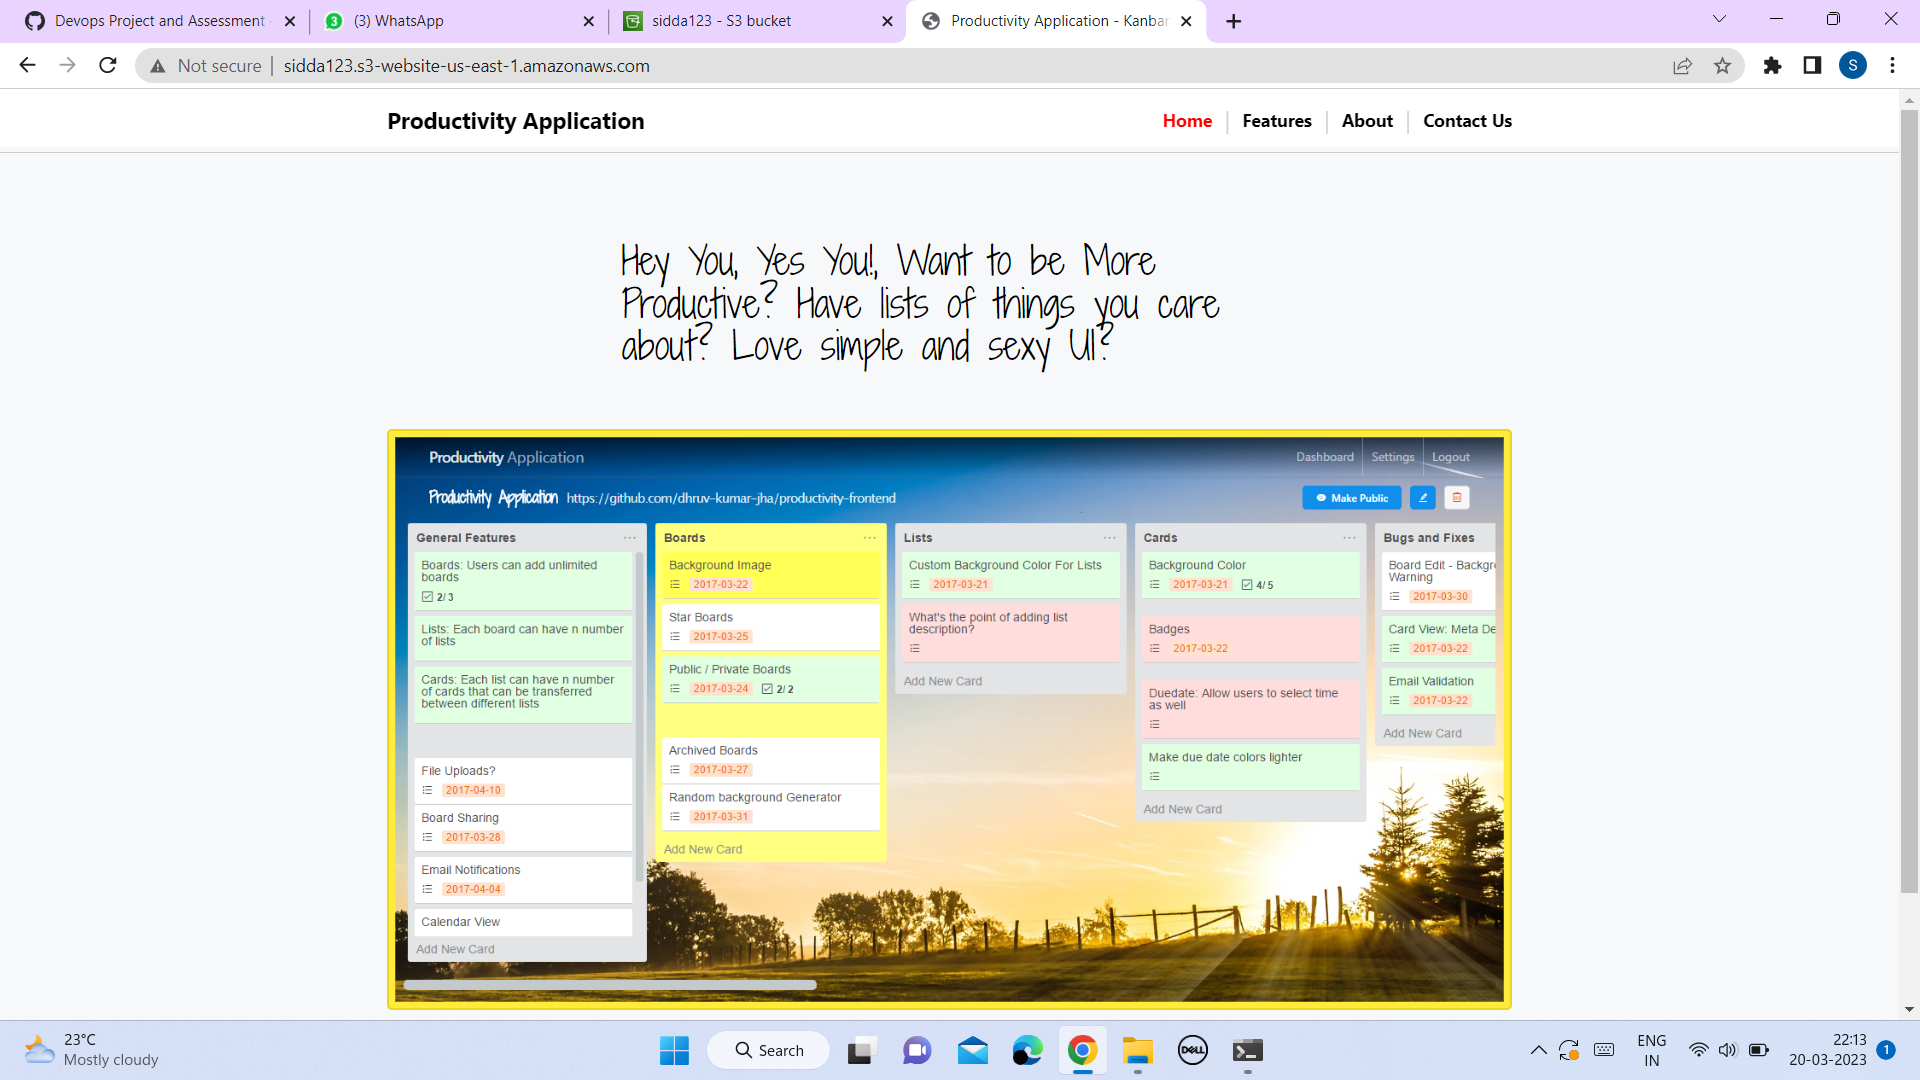 Devops Project and Assessment
(3) WhatsApp
sidda123 - S3 bucket
Productivity Application - Kanban
Not secure
sidda123.s3-website-us-east-1.amazonaws.com
S
Productivity Application
Home
Features
About
Contact Us
Hey You, Yes You!, Want to be More
Productive? Have lists of things you care
about? Love simple and sexy UI?
Productivity Application
Dashboard
Settings
Logout
Productivity Application https://github.com/dhruv-kumar-jha/productivity-frontend
Make Public
General Features
Boards: Users can add unlimited
boards
2/3
Lists: Each board can have n number
of lists
Cards: Each list can have n number
of cards that can be transferred
between different lists
File Uploads?
2017-04-10
Board Sharing
2017-03-28
Email Notifications
2017-04-04
Calendar View
Add New Card
Boards
Background Image
2017-03-22
Star Boards
2017-03-25
Public / Private Boards
2017-03-24 2/2
Archived Boards
2017-03-27
Random background Generator
2017-03-31
Add New Card
Lists
Custom Background Color For Lists
2017-03-21
What's the point of adding list
description?
Add New Card
Cards
Background Color
2017-03-21 4/5
Badges
2017-03-22
Duedate: Allow users to select time
as well
Make due date colors lighter
Add New Card
Bugs and Fixes
Board Edit - Backgr
Warning
2017-03-30
Card View: Meta De
2017-03-22
Email Validation
2017-03-22
Add New Card
23°C
Mostly cloudy
Search
DELL
ENG
IN
22:13
20-03-2023
1